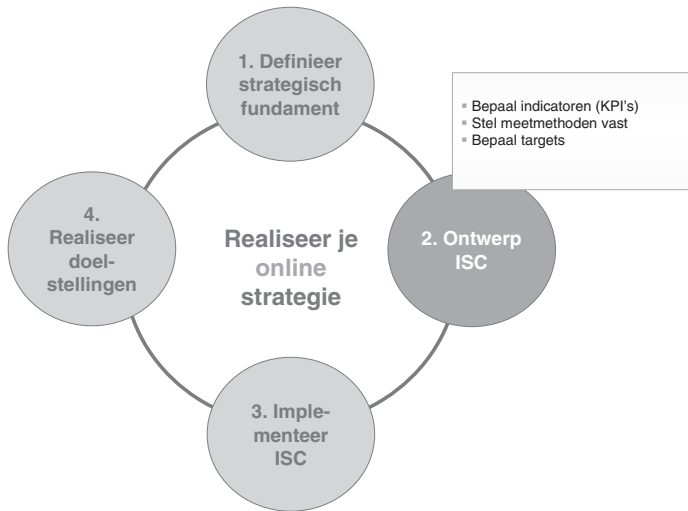 1. Definieer
strategisch
fundament
▪ Bepaal indicatoren (KPI's)
▪ Stel meetmethoden vast
▪ Bepaal targets
2. Ontwerp
ISC
3. Imple-
menteer
ISC
4.
Realiseer
doel-
stellingen
Realiseer je
online
strategie